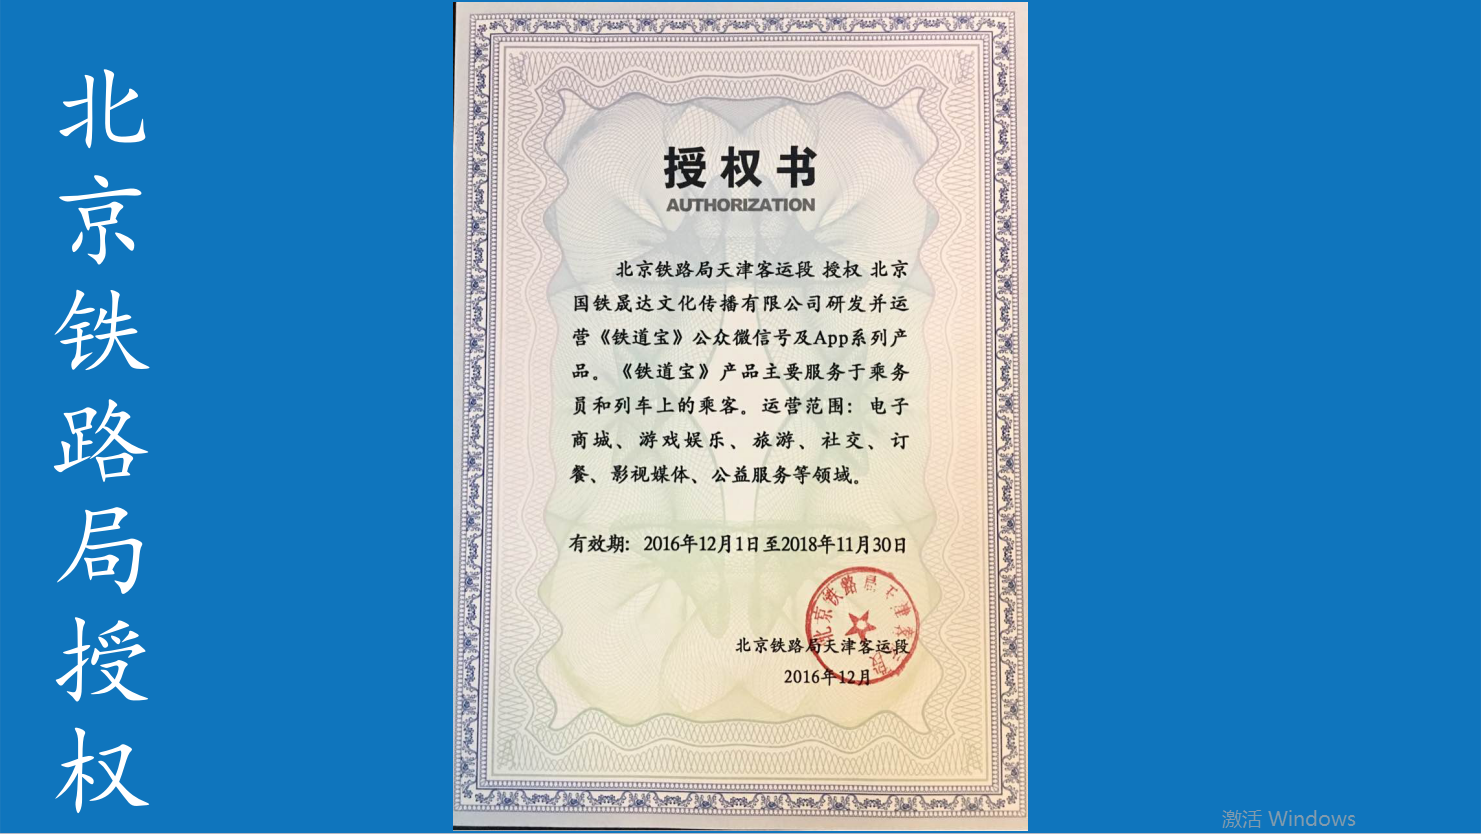 北京铁路局授权
授权书
AUTHORIZATION
北京铁路局天津客运段 授权 北京
国铁晟达文化传播有限公司研发并运
营《铁道宝》公众微信号及App系列产
品。《铁道宝》产品主要服务于乘务
员和列车上的乘客。运营范围：电子
商城、游戏娱乐、旅游、社交、订
餐、影视媒体、公益服务等领域。
有效期：2016年12月1日至2018年11月30日
北京铁路局天津客运段
北京铁路局天津客运段
2016年12月
激活 Windows